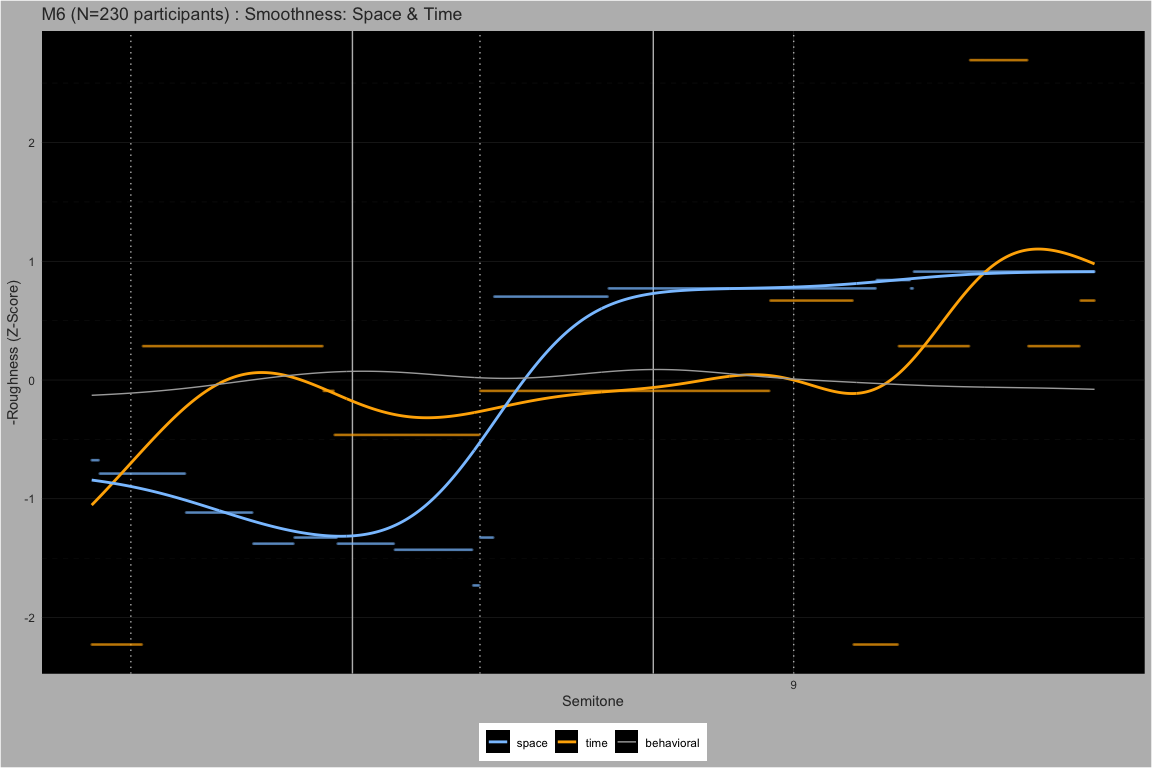 M6 (N=230 participants) : Smoothness: Space & Time
-Roughness (Z-Score)
2
1
0
-1
-2
9
Semitone
space time behavioral